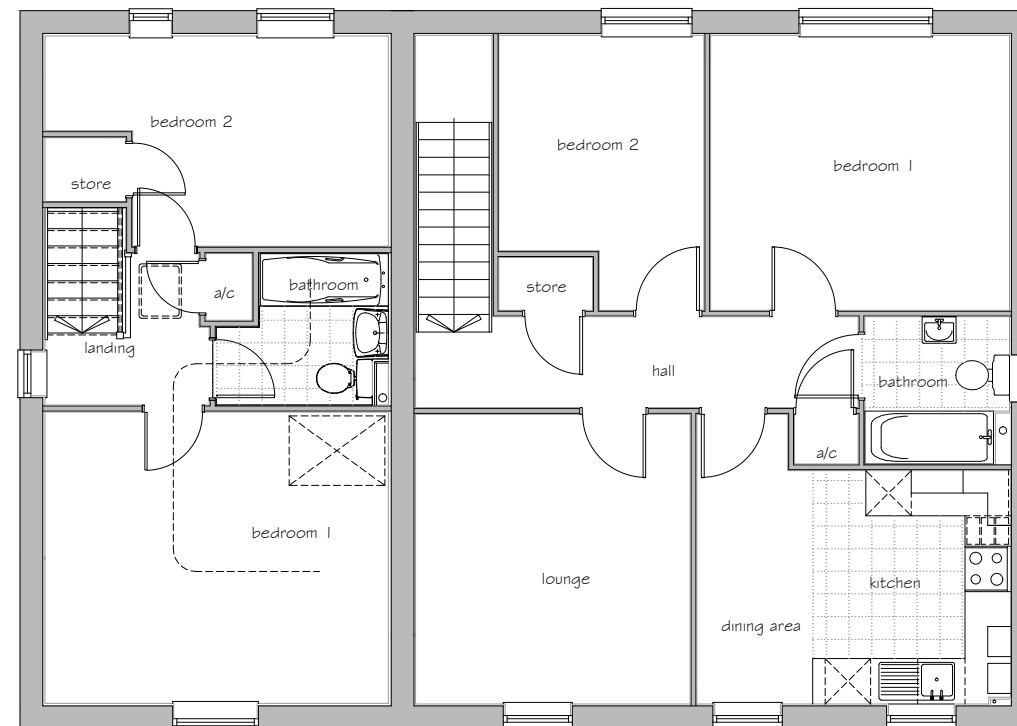 bedroom 2
store
a/c
bathroom
landing
bedroom 1
bedroom 2
bedroom 1
store
hall
bathroom
a/c
lounge
kitchen
dining area